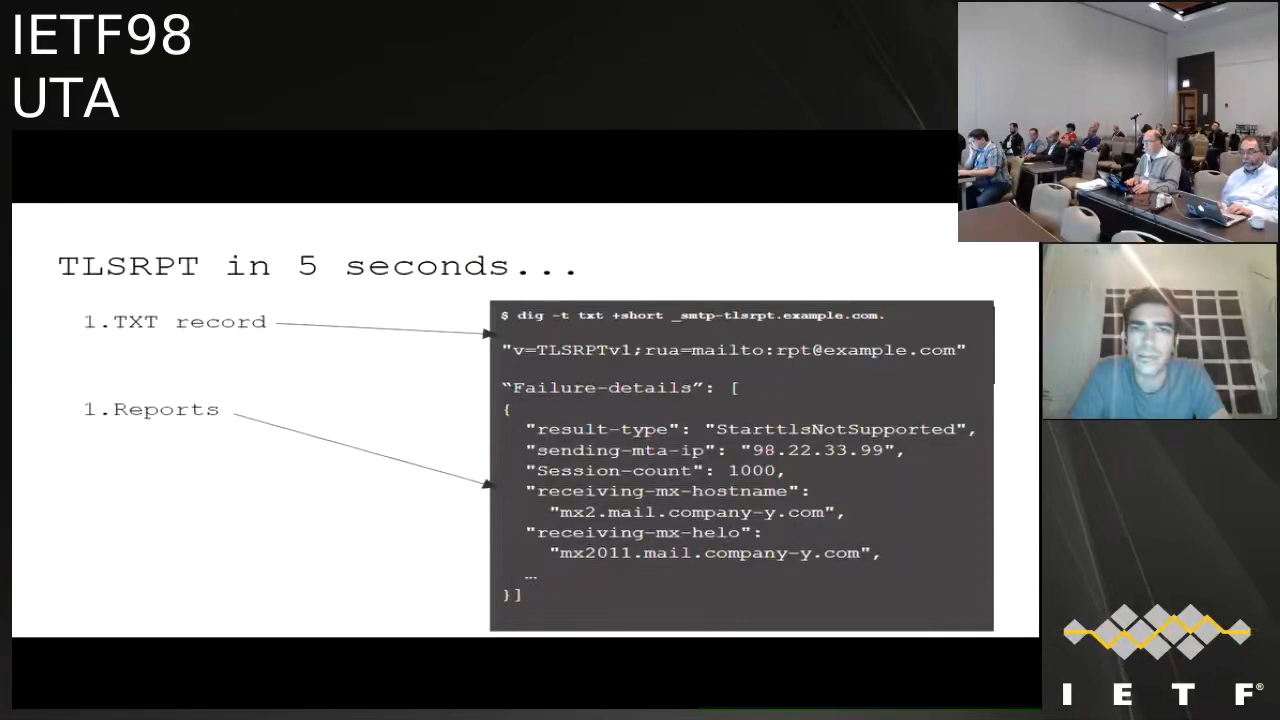 IETF98
UTA
TLSRPT in 5 seconds...
1.TXT record
1.Reports
$ dig -t txt +short _smtp-tlsrpt.example.com.
"v=TLSRPTv1;rua=mailto:rpt@example.com"
“Failure-details”: [
{
"result-type": "StarttlsNotSupported",
"sending-mta-ip": "98.22.33.99",
"Session-count": 1000,
"receiving-mx-hostname":
"mx2.mail.company-y.com",
"receiving-mx-helo":
"mx2011.mail.company-y.com",
…
}]
I E T F®